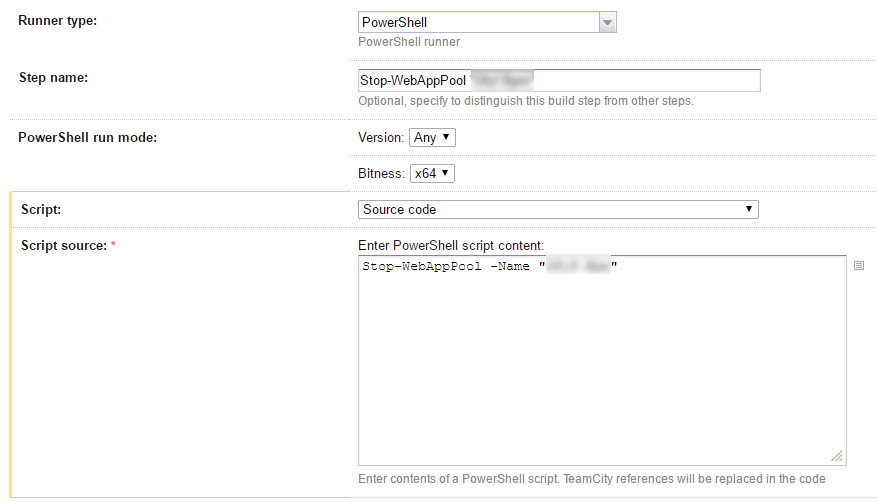 Runner type:
PowerShell
PowerShell runner
Step name:
Stop-WebAppPool "
Optional, specify to distinguish this build step from other steps.
PowerShell run mode:
Version: Any
Bitness: x64
Script:
Source code
Script source: *
Enter PowerShell script content:
Stop-WebAppPool -Name " "
Enter contents of a PowerShell script. TeamCity references will be replaced in the code